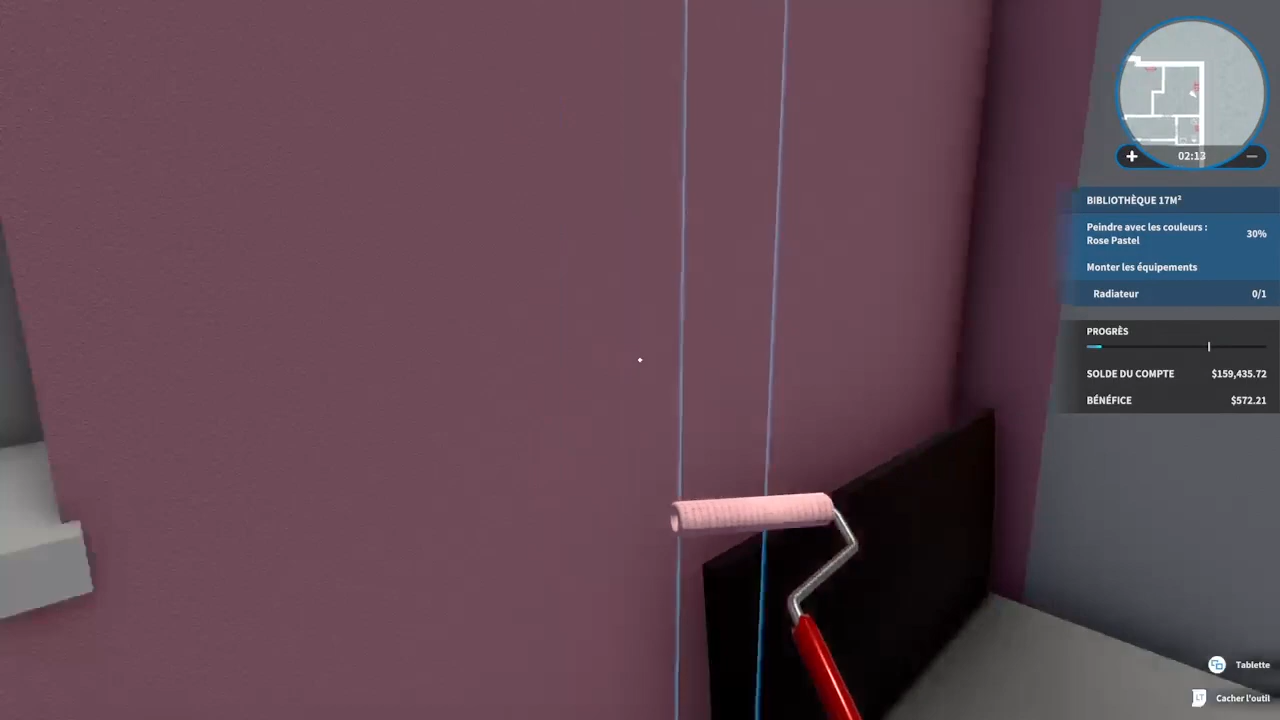 02:13
BIBLIOTHÈQUE 17M²
Peindre avec les couleurs :
Rose Pastel
30%
Monter les équipements
Radiateur 0/1
PROGRÈS
SOLDE DU COMPTE $159,435.72
BÉNÉFICE $572.21
Tablette
LT Cacher l'outil